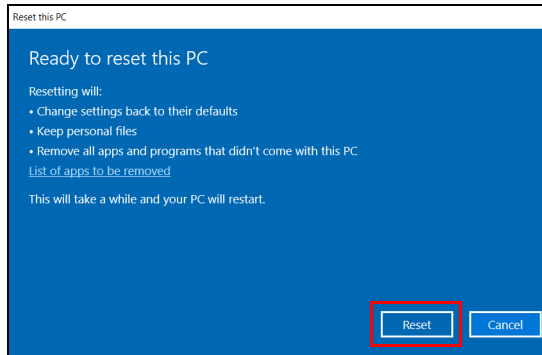 Reset this PC
Ready to reset this PC
Resetting will:
• Change settings back to their defaults
• Keep personal files
• Remove all apps and programs that didn't come with this PC
List of apps to be removed
This will take a while and your PC will restart.
Reset Cancel